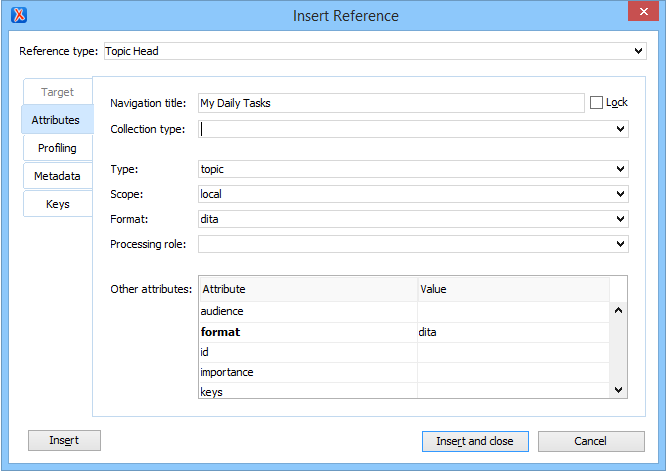 Insert Reference
Reference type: Topic Head
Target
Attributes
Profiling
Metadata
Keys
Navigation title: My Daily Tasks Lock
Collection type:
Type: topic
Scope: local
Format: dita
Processing role:
Other attributes: Attribute Value
audience
format dita
id
importance
keys
Insert Insert and close Cancel